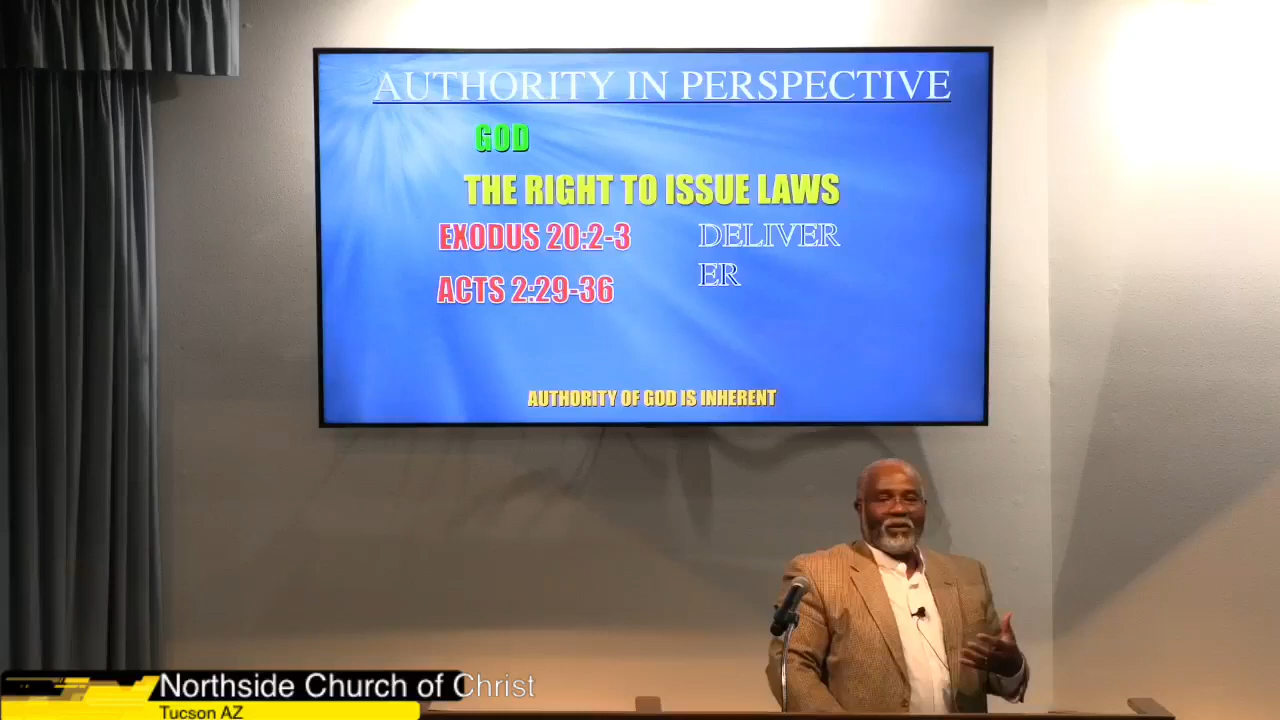 AUTHORITY IN PERSPECTIVE
GOD
THE RIGHT TO ISSUE LAWS
EXODUS 20:2-3
DELIVER
ER
ACTS 2:29-36
AUTHORITY OF GOD IS INHERENT
Northside Church of Christ
Tucson AZ